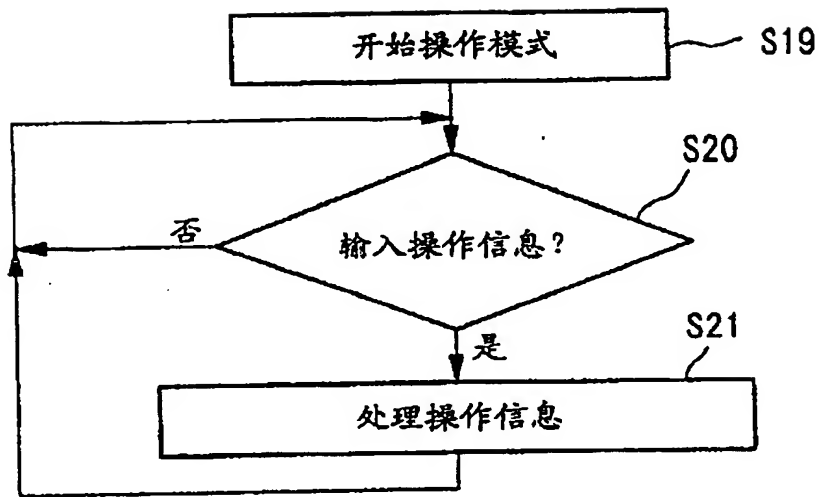 开始操作模式
S19
S20
输入操作信息?
否
是
S21
处理操作信息